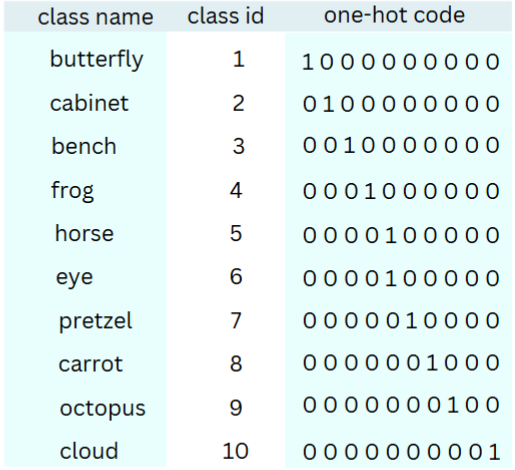 class name class id one-hot code
butterfly 1 1 0 0 0 0 0 0 0 0 0
cabinet 2 0 1 0 0 0 0 0 0 0 0
bench 3 0 0 1 0 0 0 0 0 0 0
frog 4 0 0 0 1 0 0 0 0 0 0
horse 5 0 0 0 0 1 0 0 0 0 0
eye 6 0 0 0 0 1 0 0 0 0 0
pretzel 7 0 0 0 0 0 1 0 0 0 0
carrot 8 0 0 0 0 0 0 1 0 0 0
octopus 9 0 0 0 0 0 0 0 1 0 0
cloud 10 0 0 0 0 0 0 0 0 0 1